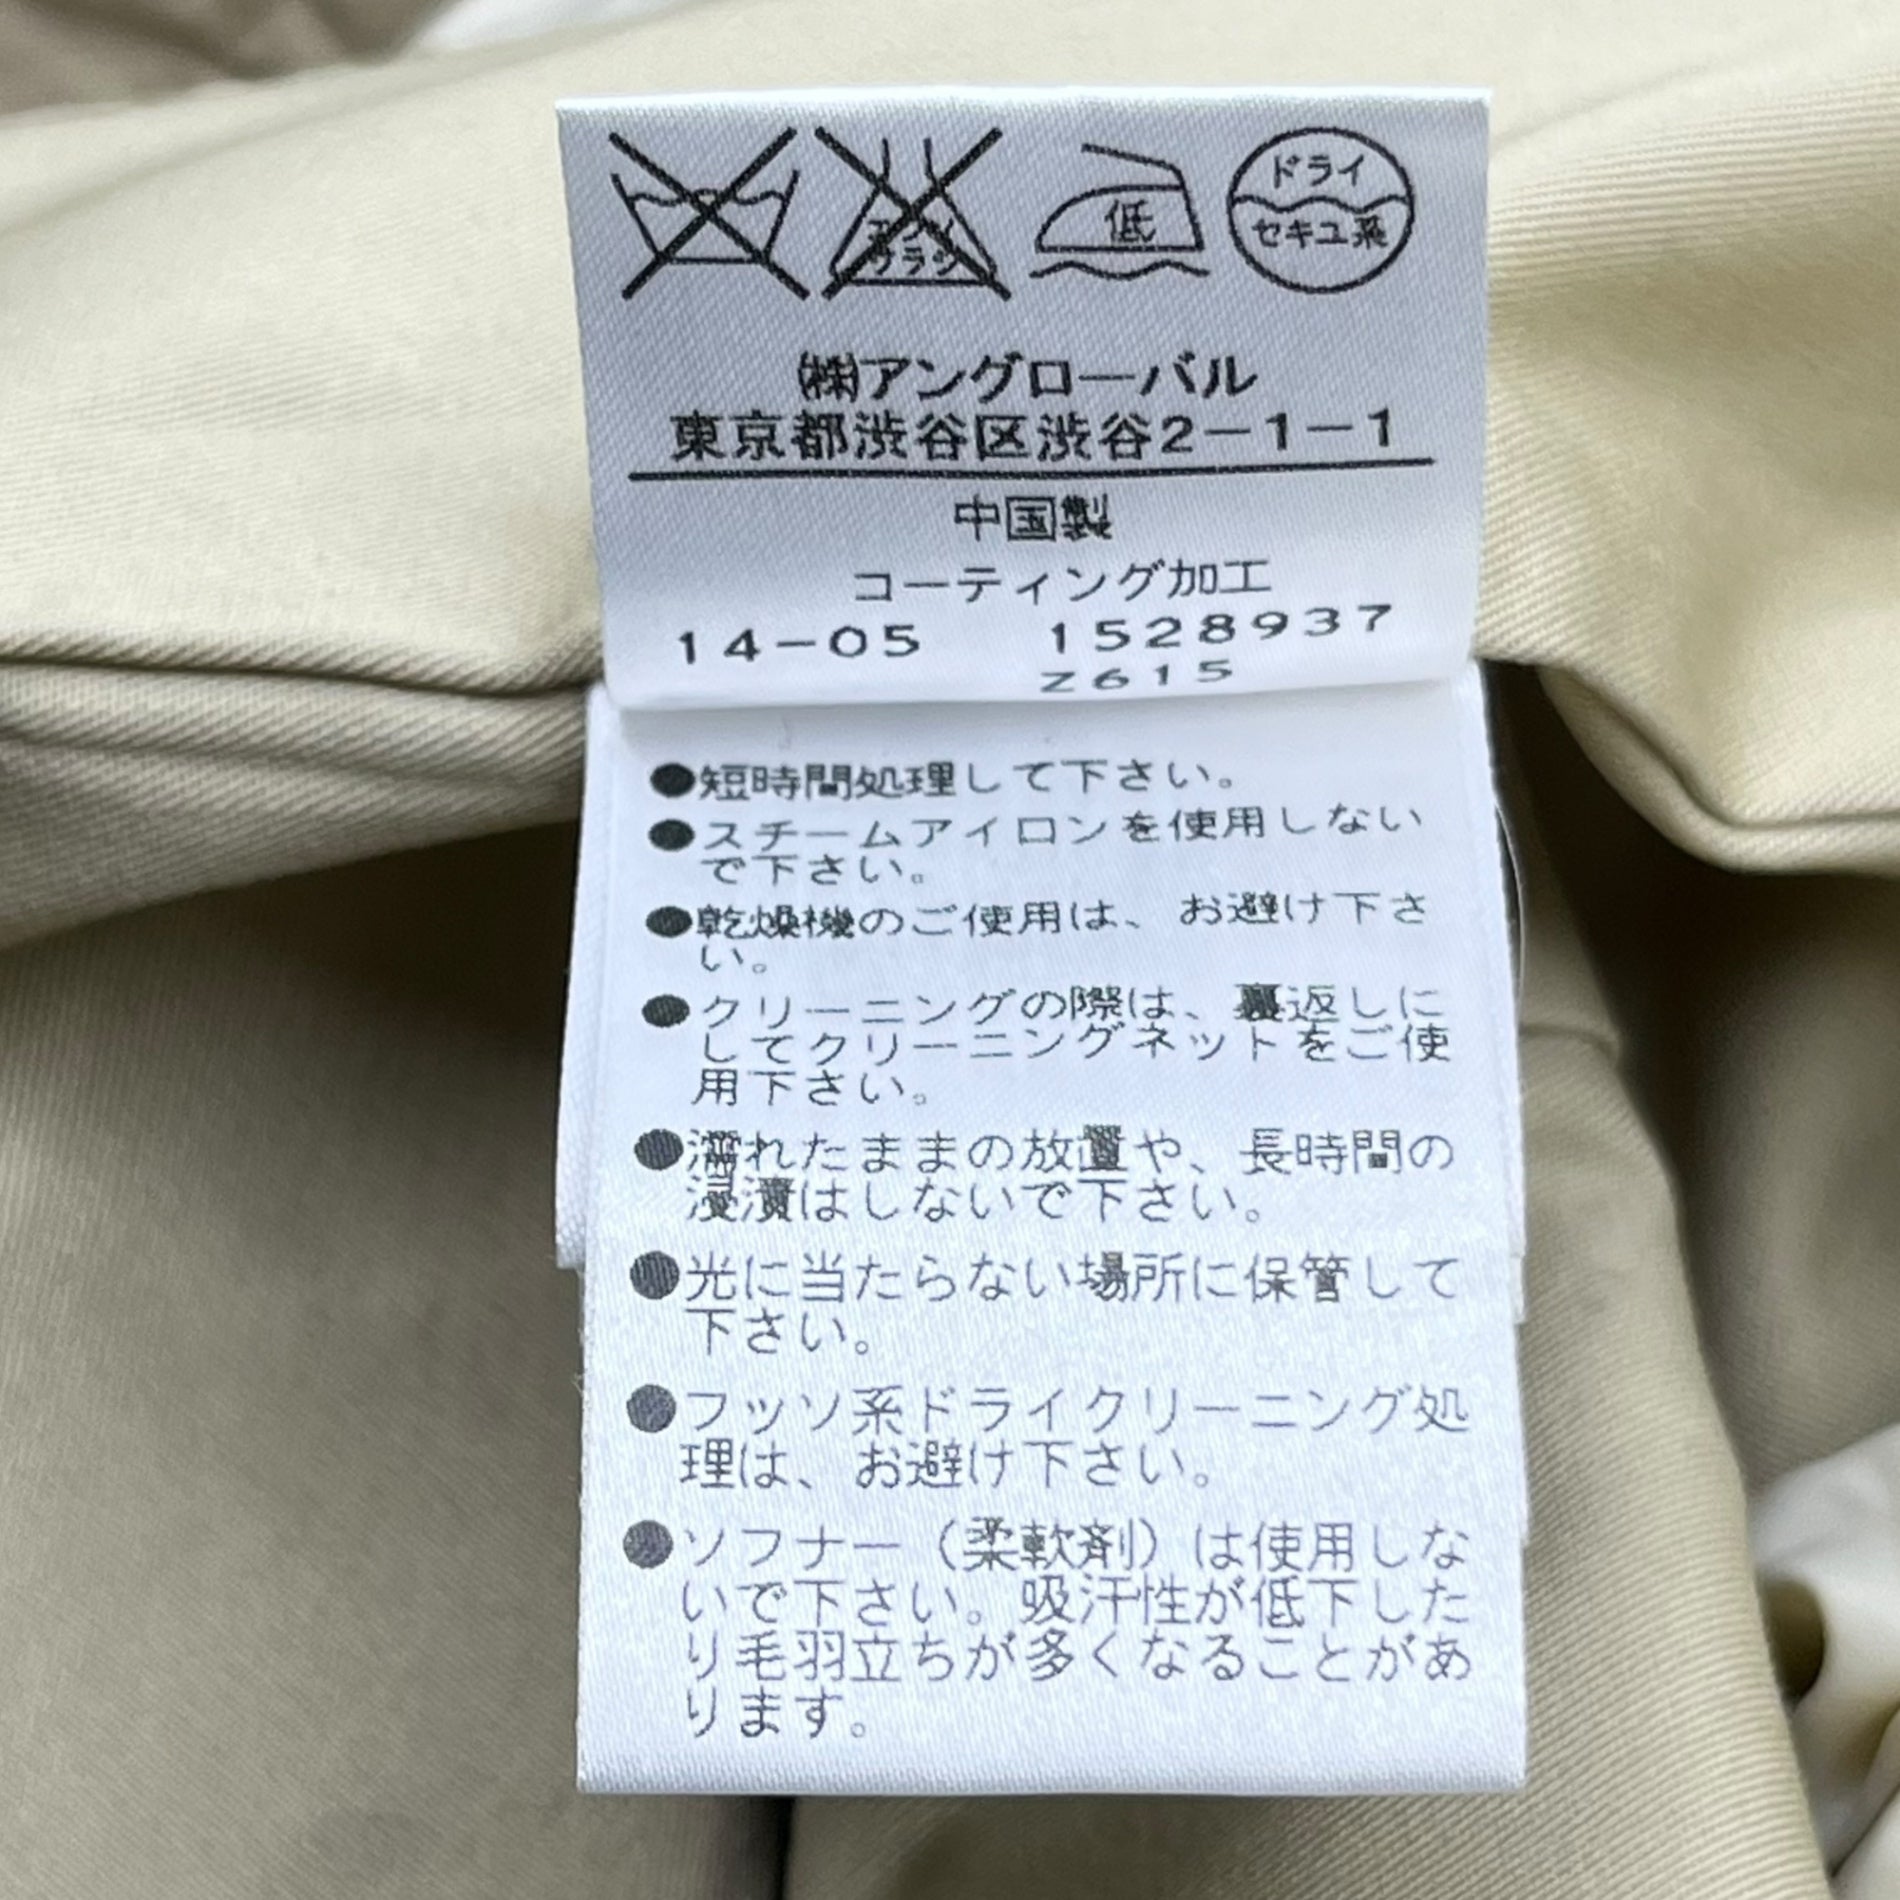 エンソ
サラシ
低
ドライ
セキユ系
㈱アングローバル
東京都渋谷区渋谷2−1−1
中国製
コーティング加工
14−05 1528937
Z615
●短時間処理して下さい。
●スチームアイロンを使用しない
で下さい。
●乾燥機のご使用は、お避け下さ
い。
●クリーニングの際は、裏返しに
してクリーニングネットをご使
用下さい。
●濡れたままの放置や、長時間の
浸漬はしないで下さい。
●光に当たらない場所に保管して
下さい。
●フッソ系ドライクリーニング処
理は、お避け下さい。
●ソフナー（柔軟剤）は使用しな
いで下さい。吸汗性が低下した
り毛羽立ちが多くなることがあ
ります。